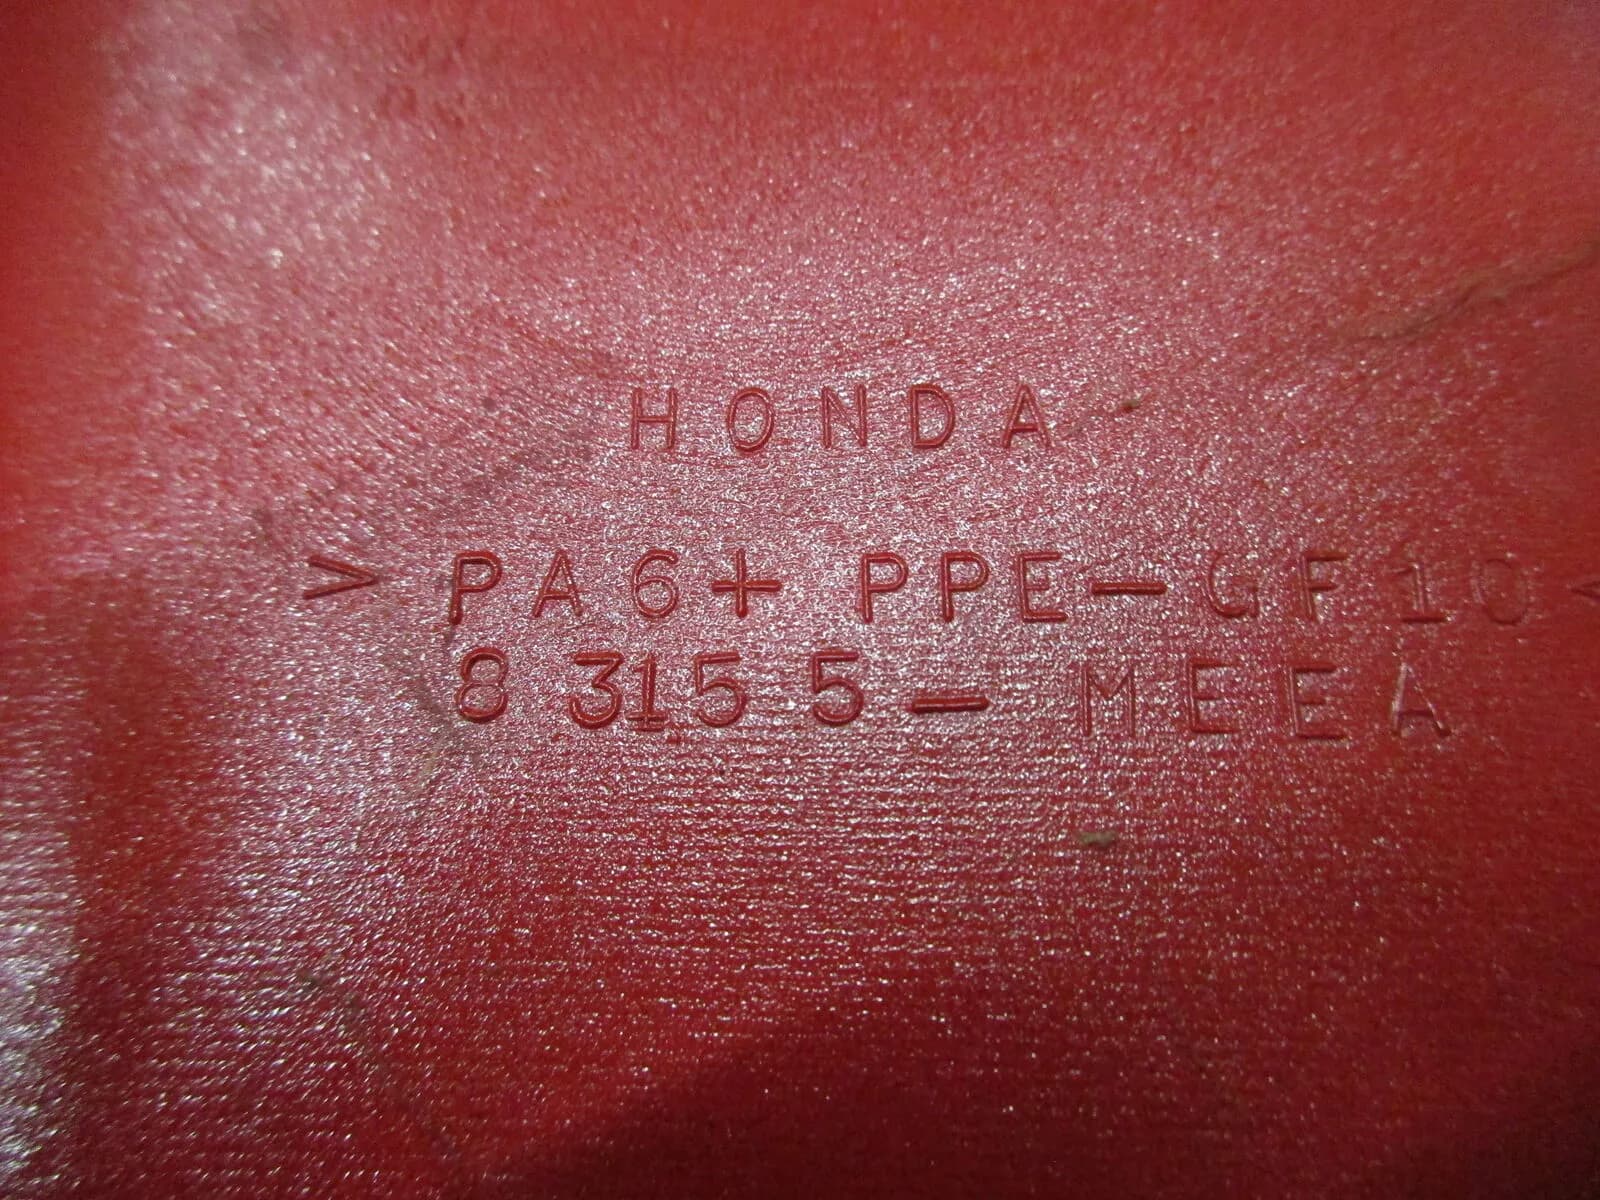 HONDA
>PA6+PPE-GF10<
83155-MEEA